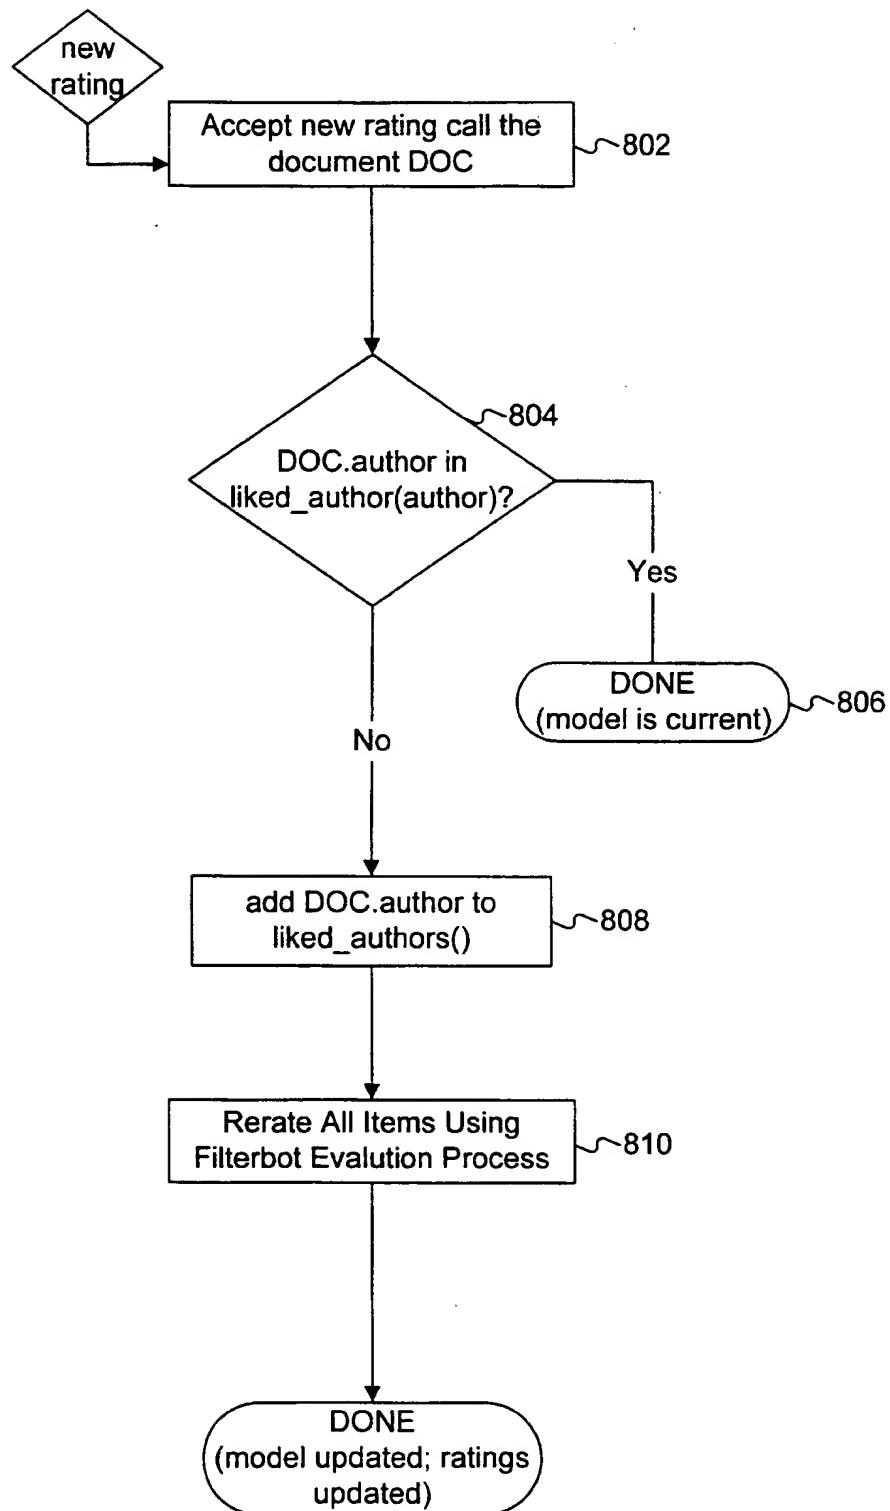 new
rating
Accept new rating call the
document DOC
802
804
DOC.author in
liked_author(author)?
Yes
DONE
(model is current)
806
No
add DOC.author to
liked_authors()
808
Rerate All Items Using
Filterbot Evalution Process
810
DONE
(model updated; ratings
updated)